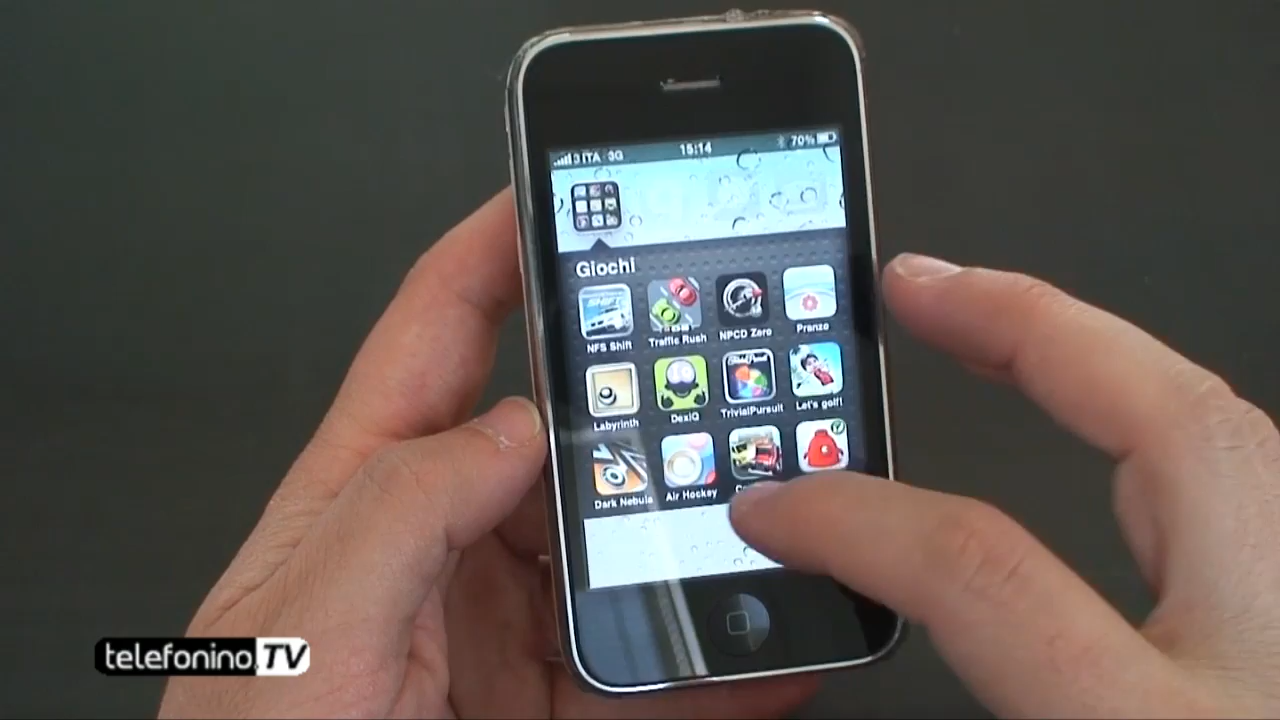 3 ITA 3G 15:14 70%
Giochi
NFS Shift Traffic Rush NPCD Zero Pranzo
Labyrinth DexIQ TrivialPursuit Let's golf!
Dark Nebula Air Hockey
telefonino.TV